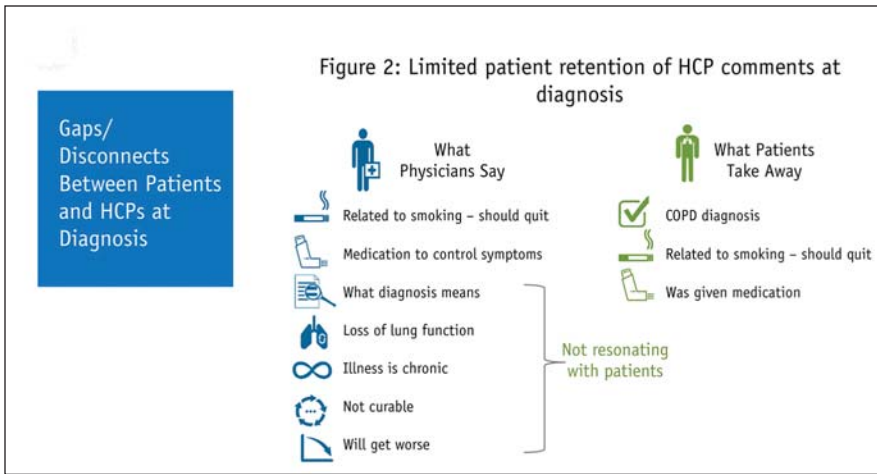 Gaps/
Disconnects
Between Patients
and HCPs at
Diagnosis
Figure 2: Limited patient retention of HCP comments at
diagnosis
What
Physicians Say
Related to smoking – should quit
Medication to control symptoms
What diagnosis means
Loss of lung function
Illness is chronic
Not curable
Will get worse
Not resonating
with patients
What Patients
Take Away
COPD diagnosis
Related to smoking – should quit
Was given medication